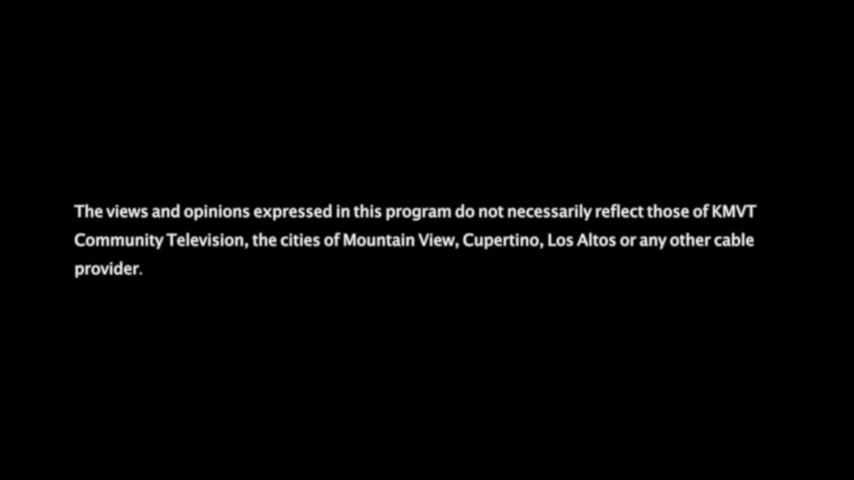 The views and opinions expressed in this program do not necessarily reflect those of KMVT
Community Television, the cities of Mountain View, Cupertino, Los Altos or any other cable
provider.